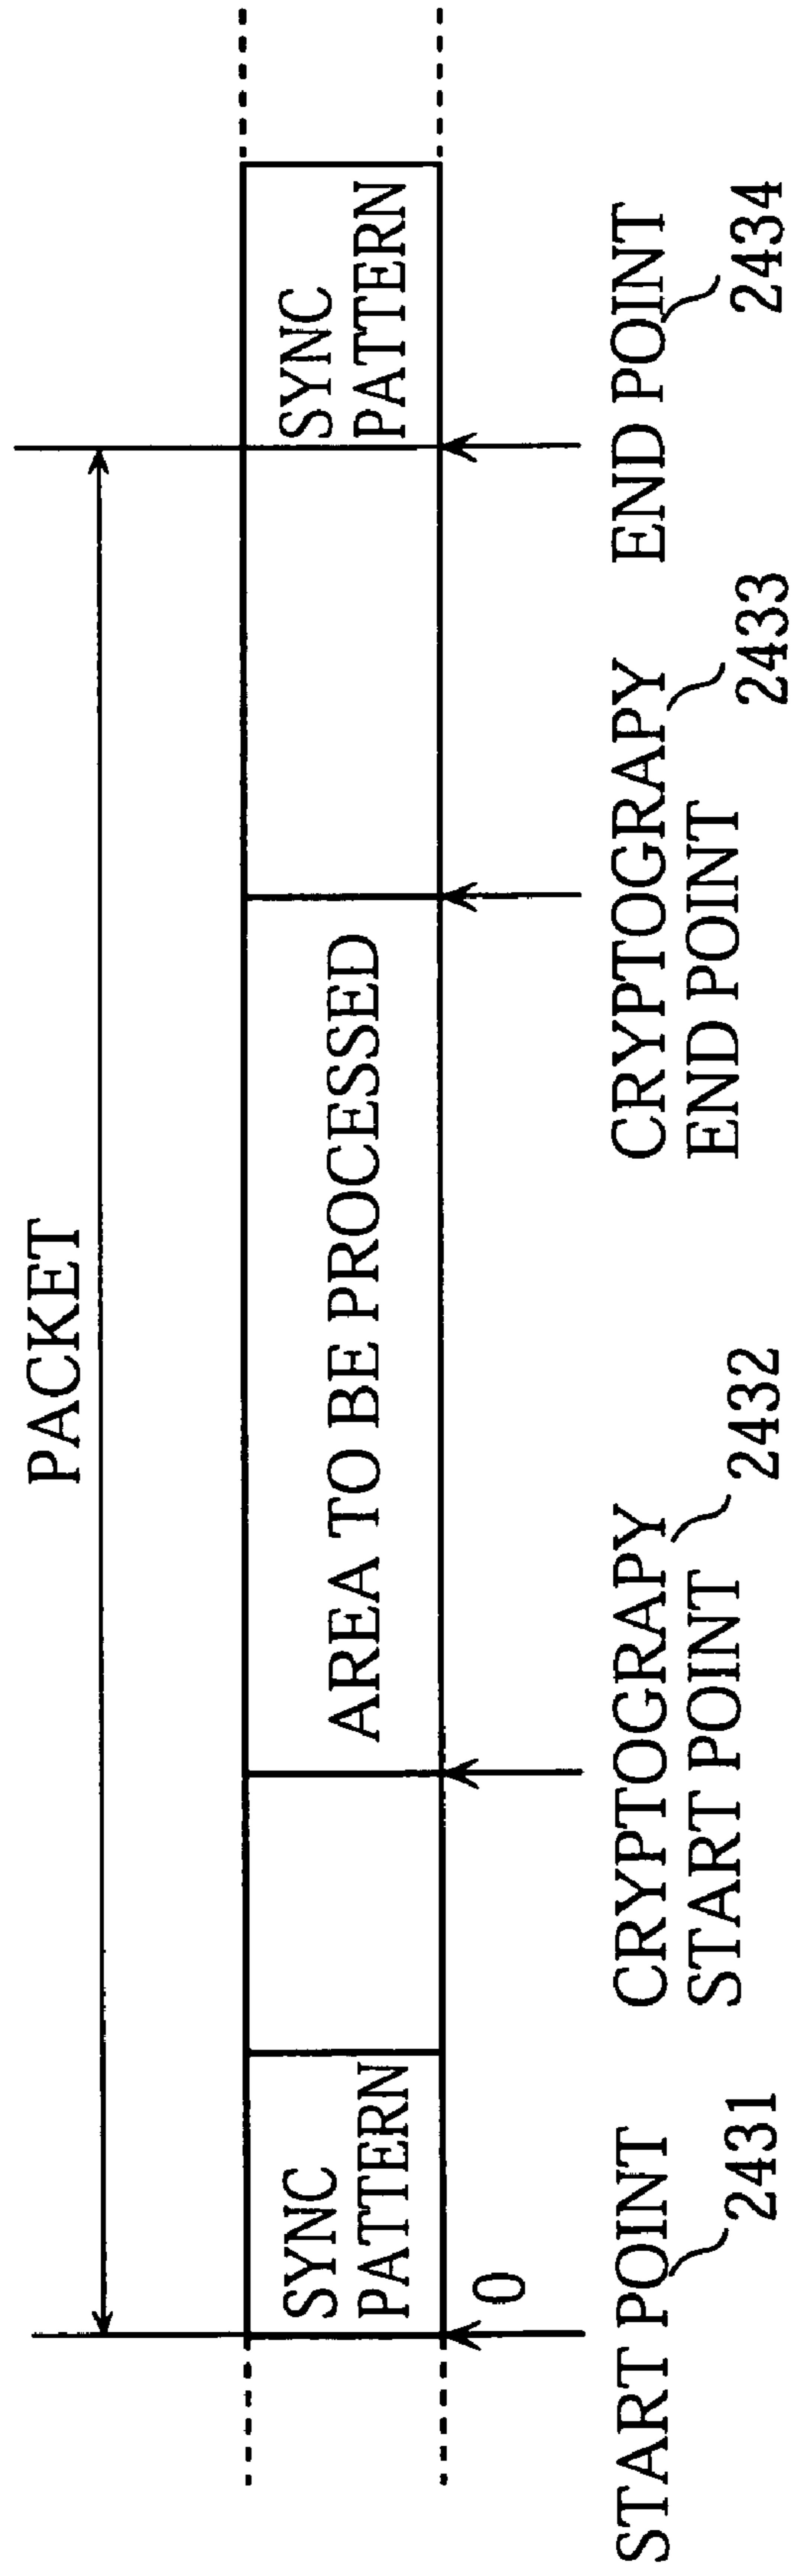 PACKET
SYNC
PATTERN
AREA TO BE PROCESSED
SYNC
PATTERN
0
START POINT
2431
CRYPTOGRAPY
START POINT
2432
CRYPTOGRAPY
END POINT
2433
END POINT
2434